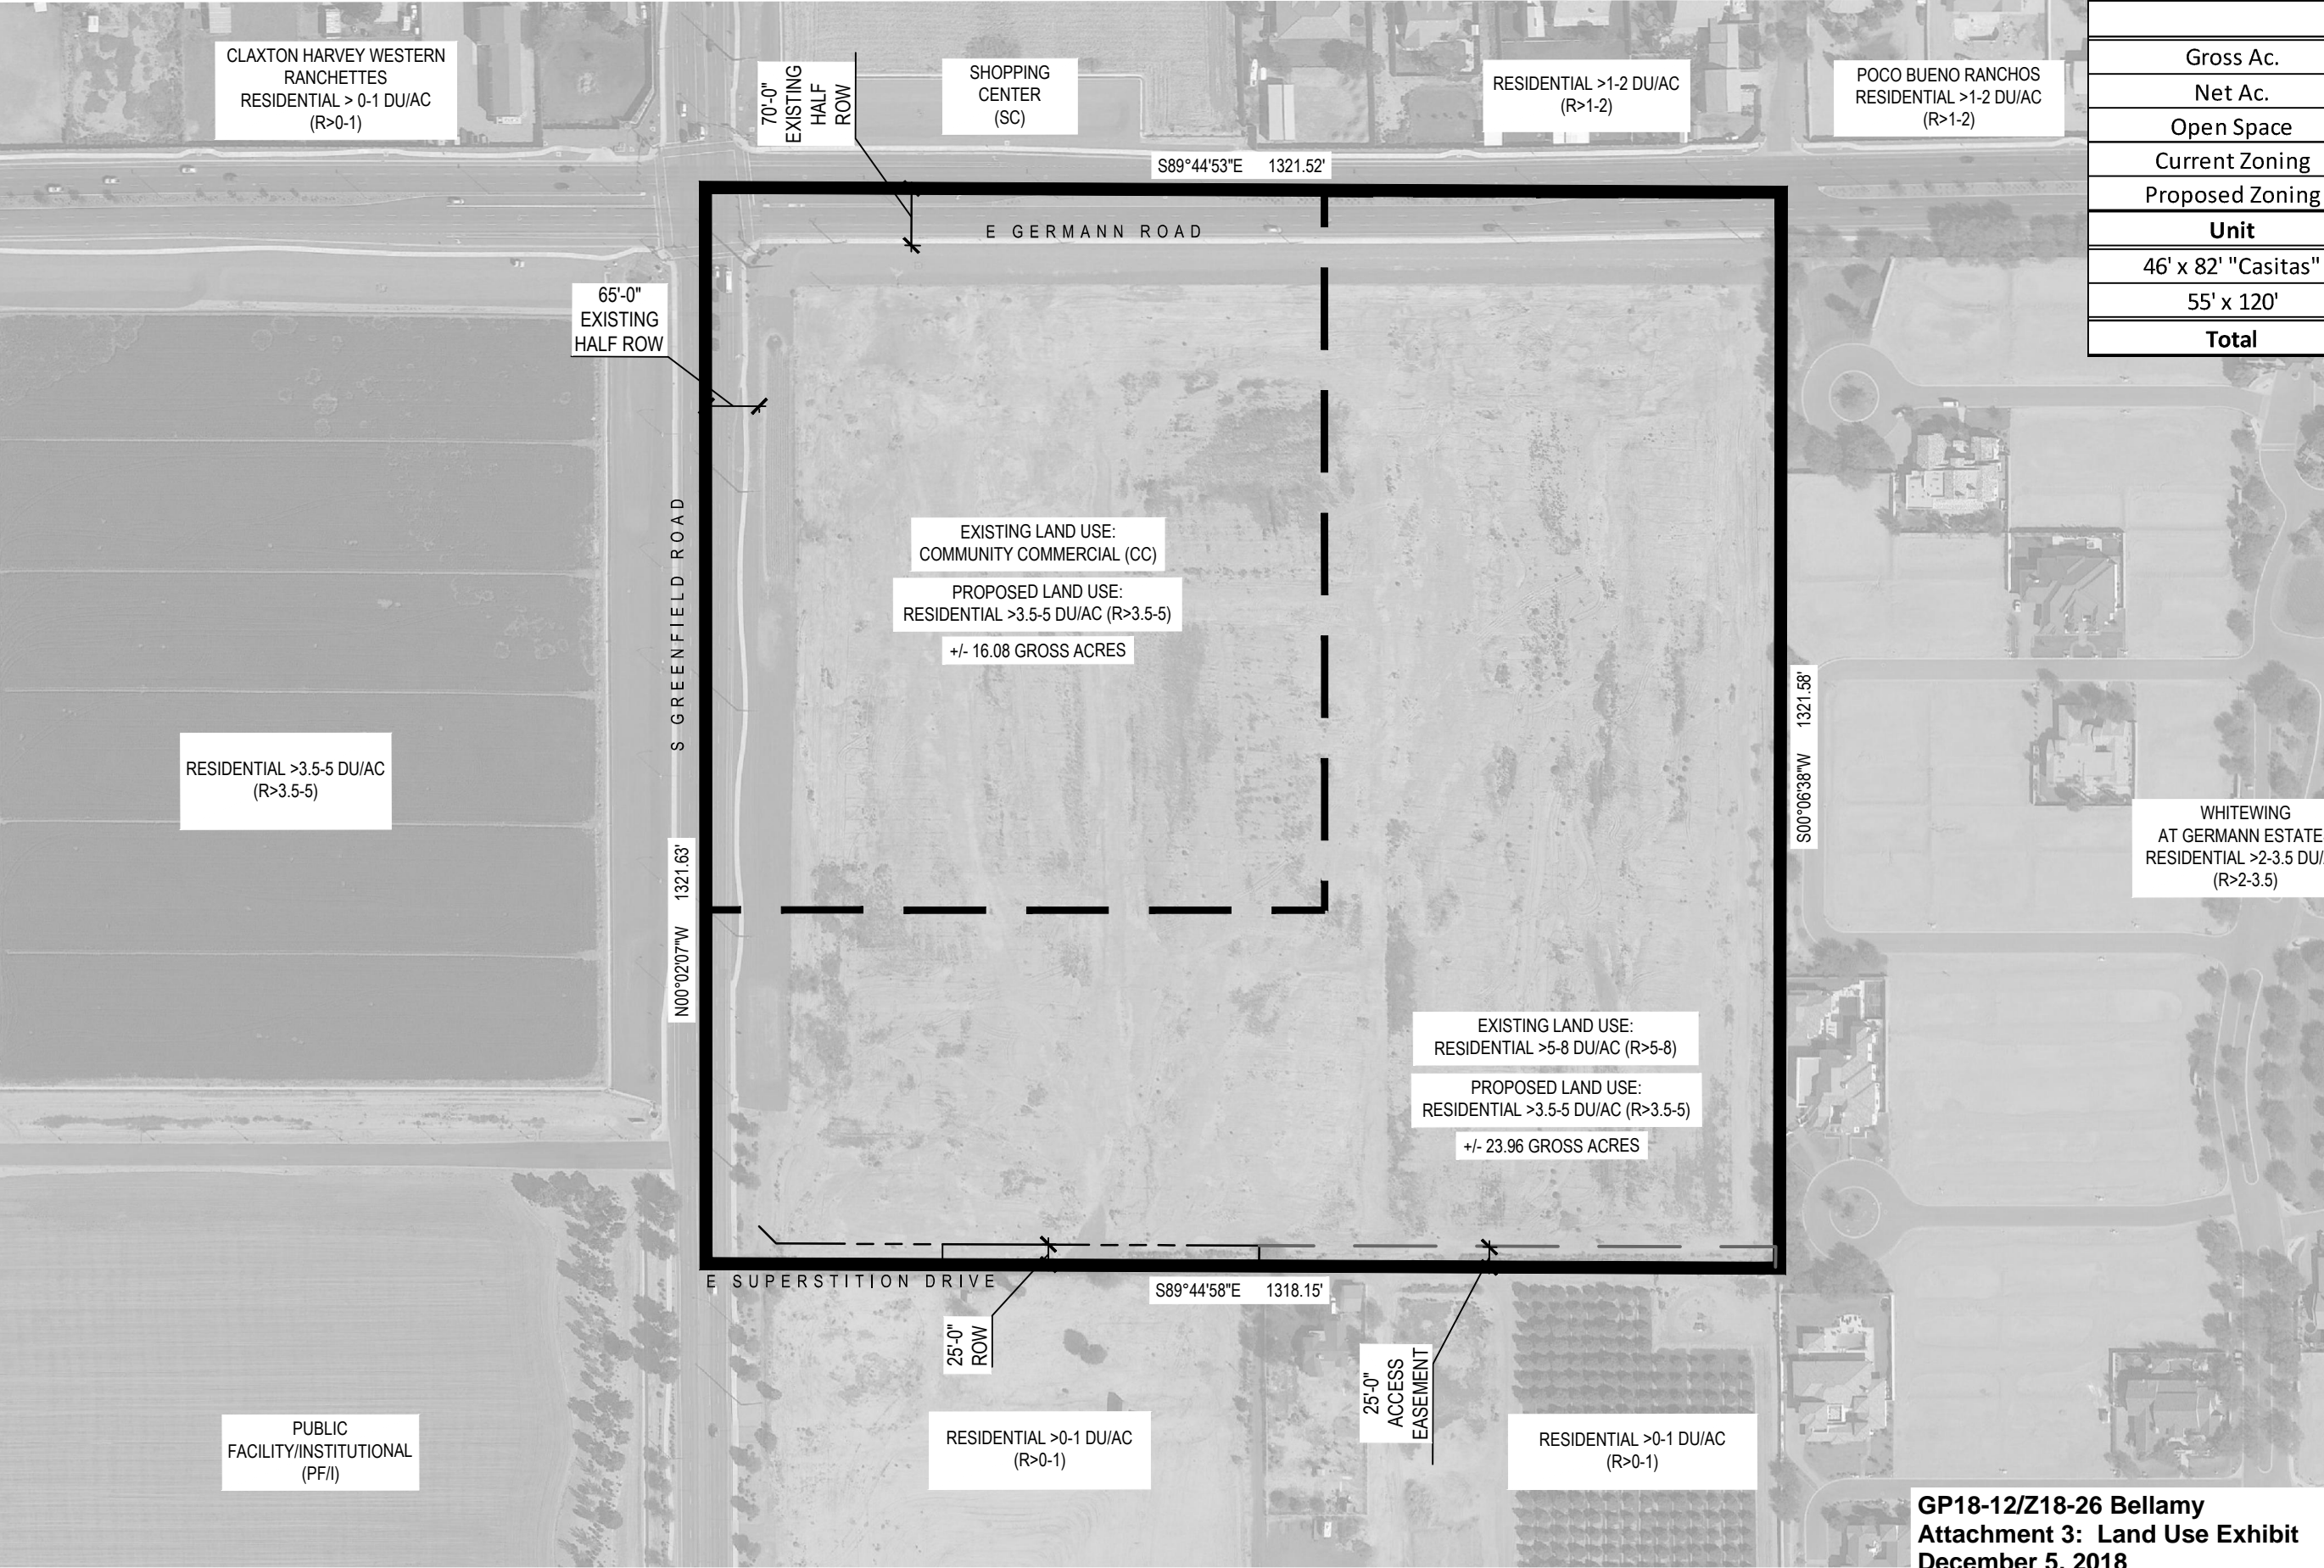 CLAXTON HARVEY WESTERN
RANCHETTES
RESIDENTIAL > 0-1 DU/AC
(R>0-1)
70'-0"
EXISTING
HALF
ROW
SHOPPING
CENTER
(SC)
RESIDENTIAL >1-2 DU/AC
(R>1-2)
POCO BUENO RANCHOS
RESIDENTIAL >1-2 DU/AC
(R>1-2)
Gross Ac.
Net Ac.
Open Space
Current Zoning
Proposed Zoning
Unit
46' x 82' "Casitas"
55' x 120'
Total
S89°44'53"E 1321.52'
E GERMANN ROAD
65'-0"
EXISTING
HALF ROW
S GREENFIELD ROAD
EXISTING LAND USE:
COMMUNITY COMMERCIAL (CC)
PROPOSED LAND USE:
RESIDENTIAL >3.5-5 DU/AC (R>3.5-5)
+/- 16.08 GROSS ACRES
RESIDENTIAL >3.5-5 DU/AC
(R>3.5-5)
S00°06'38"W 1321.58'
WHITEWING
AT GERMANN ESTATE
RESIDENTIAL >2-3.5 DU/
(R>2-3.5)
N00°02'07"W 1321.63'
EXISTING LAND USE:
RESIDENTIAL >5-8 DU/AC (R>5-8)
PROPOSED LAND USE:
RESIDENTIAL >3.5-5 DU/AC (R>3.5-5)
+/- 23.96 GROSS ACRES
E SUPERSTITION DRIVE
S89°44'58"E 1318.15'
25'-0"
ROW
25'-0"
ACCESS
EASEMENT
PUBLIC
FACILITY/INSTITUTIONAL
(PF/I)
RESIDENTIAL >0-1 DU/AC
(R>0-1)
RESIDENTIAL >0-1 DU/AC
(R>0-1)
GP18-12/Z18-26 Bellamy
Attachment 3: Land Use Exhibit
December 5, 2018